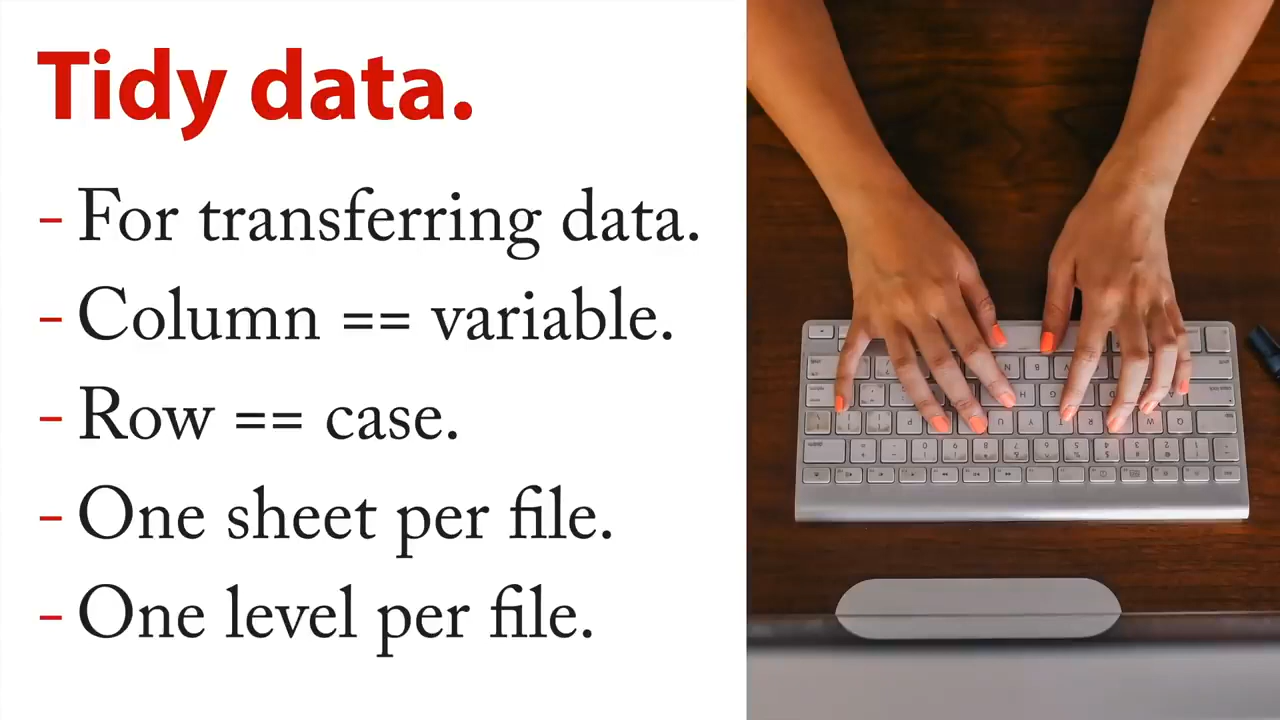 Tidy data.
– For transferring data.
– Column == variable.
– Row == case.
– One sheet per file.
– One level per file.